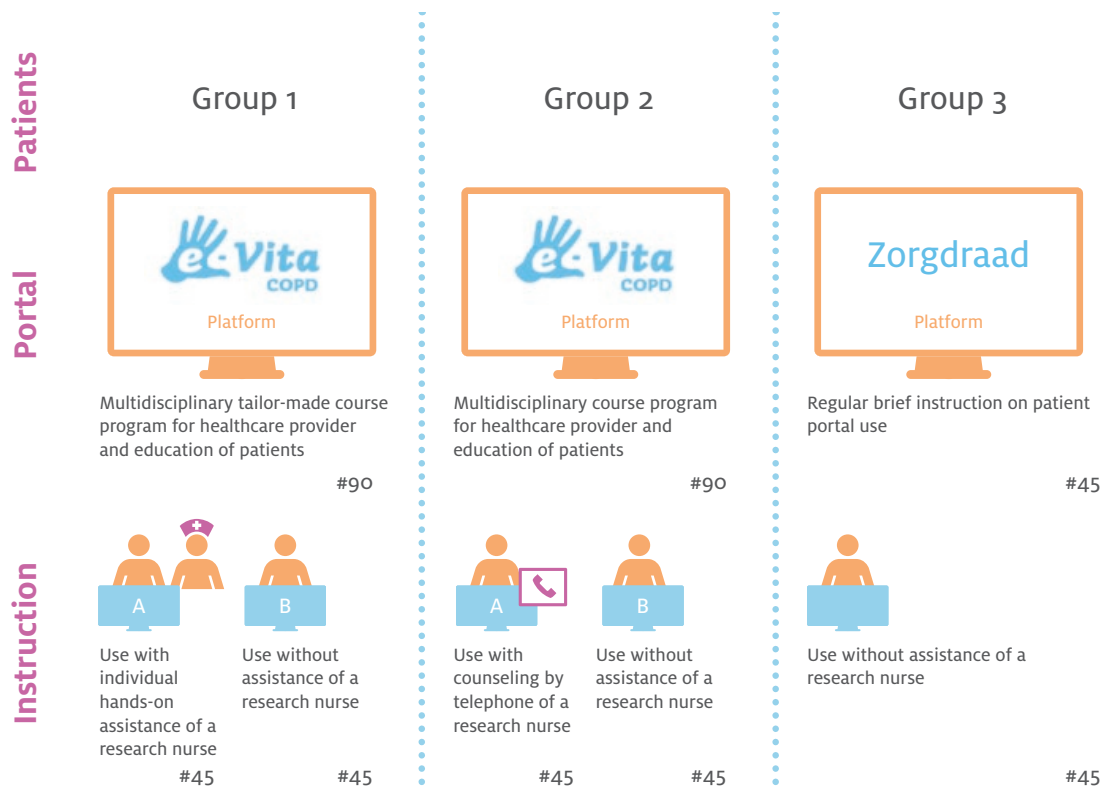 Patients
Group 1
Group 2
Group 3
Portal
e-Vita
COPD
Platform
e-Vita
COPD
Platform
Zorgdraad
Platform
Multidisciplinary tailor-made course
program for healthcare provider
and education of patients
#90
Multidisciplinary course program
for healthcare provider and
education of patients
#90
Regular brief instruction on patient
portal use
#45
Instruction
A
Use with
individual
hands-on
assistance of a
research nurse
#45
B
Use without
assistance of a
research nurse
#45
A
Use with
counseling by
telephone of a
research nurse
#45
B
Use without
assistance of a
research nurse
#45
Use without assistance of a
research nurse
#45